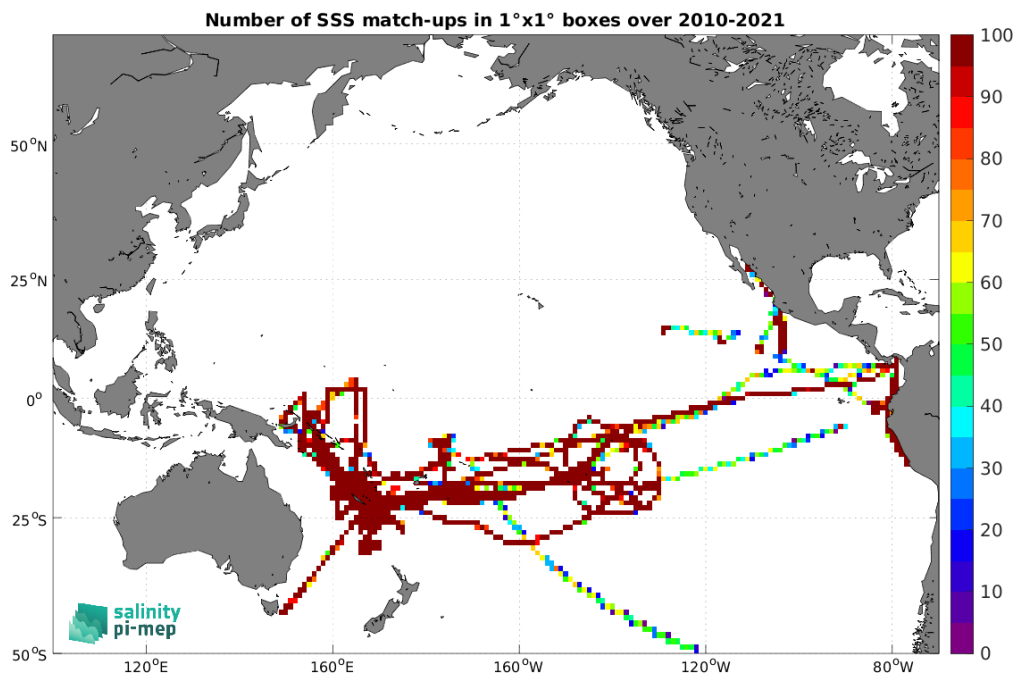 Number of SSS match-ups in 1°x1° boxes over 2010-2021
100
90
80
70
60
50
40
30
20
10
0
50°N
25°N
0°
25°S
50°S
120°E
160°E
160°W
120°W
80°W
salinity
pi-mep